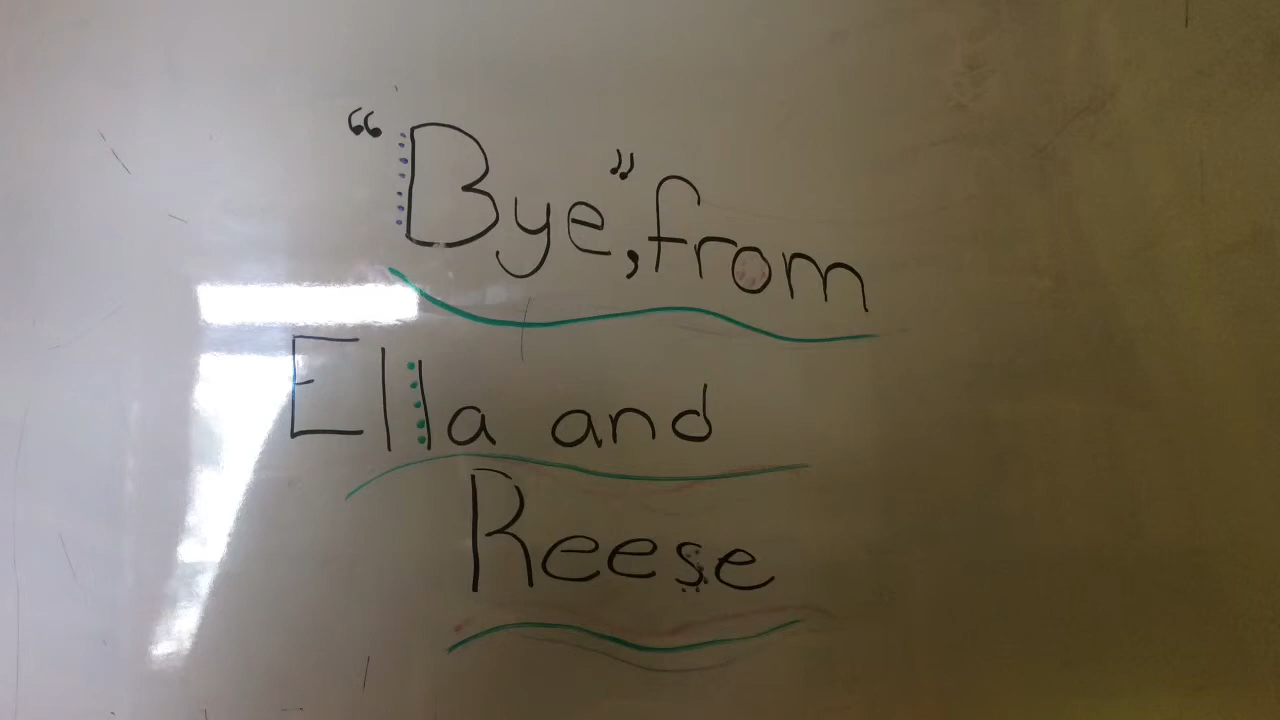 “Bye”, from
Ella and
Reese